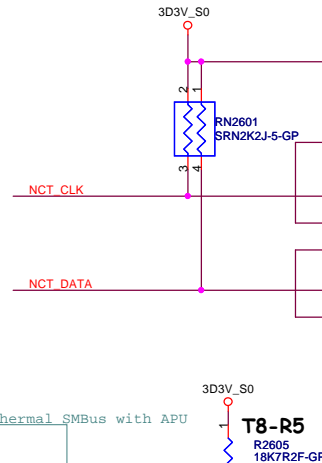 3D3V_S0
2
1
RN2601
SRN2K2J-5-GP
3
4
NCT_CLK
NCT_DATA
hermal SMBus with APU
3D3V_S0
1
T8-R5
R2605
18K7R2F-GP